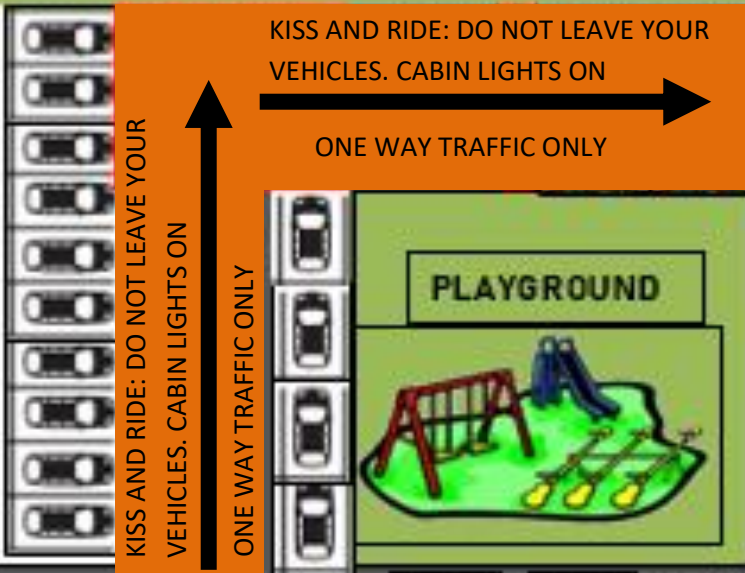 KISS AND RIDE: DO NOT LEAVE YOUR
VEHICLES. CABIN LIGHTS ON
ONE WAY TRAFFIC ONLY
KISS AND RIDE: DO NOT LEAVE YOUR
VEHICLES. CABIN LIGHTS ON
ONE WAY TRAFFIC ONLY
PLAYGROUND